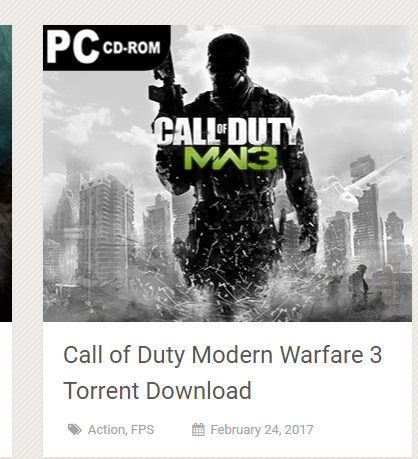 PC CD-ROM
CALL OF DUTY
MW3
Call of Duty Modern Warfare 3
Torrent Download
Action, FPS February 24, 2017